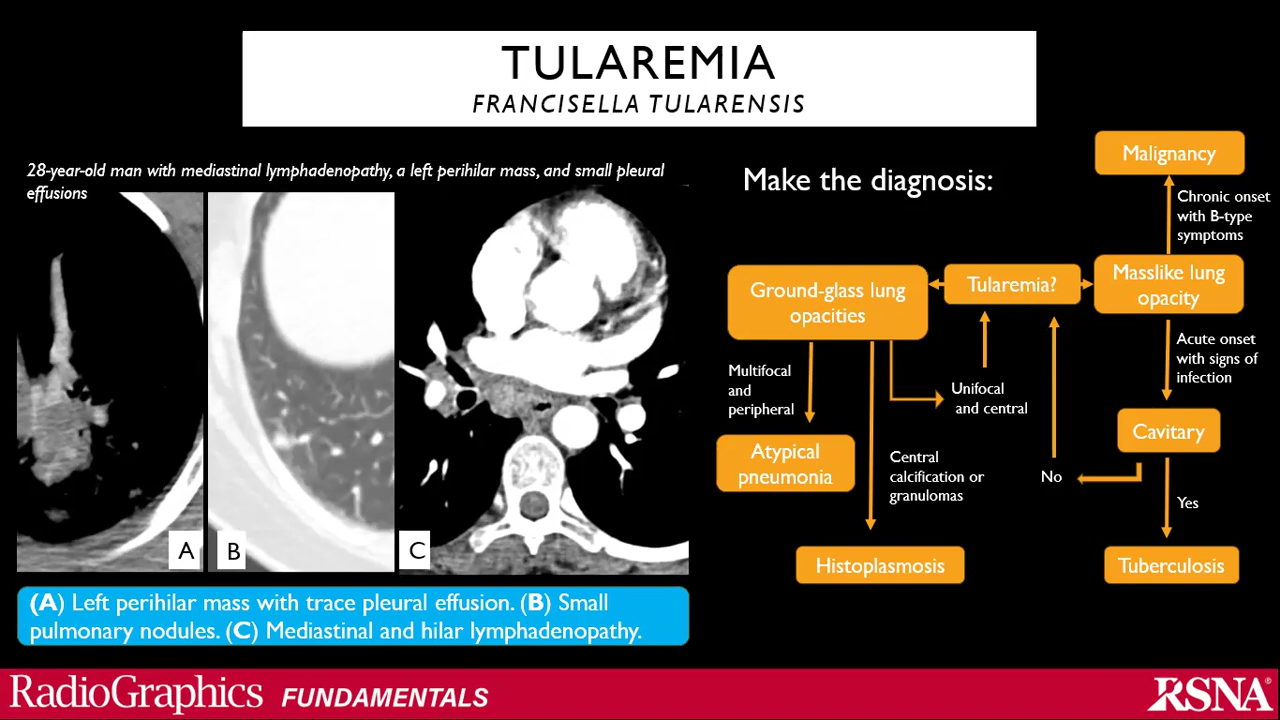 TULAREMIA
FRANCISELLA TULARENSIS
28-year-old man with mediastinal lymphadenopathy, a left perihilar mass, and small pleural
effusions
A
B
C
(A) Left perihilar mass with trace pleural effusion. (B) Small
pulmonary nodules. (C) Mediastinal and hilar lymphadenopathy.
Make the diagnosis:
Malignancy
Chronic onset
with B-type
symptoms
Ground-glass lung
opacities
Tularemia?
Masslike lung
opacity
Multifocal
and
peripheral
Unifocal
and central
Acute onset
with signs of
infection
Atypical
pneumonia
Central
calcification or
granulomas
No
Cavitary
Yes
Histoplasmosis
Tuberculosis
RadioGraphics FUNDAMENTALS
RSNA®